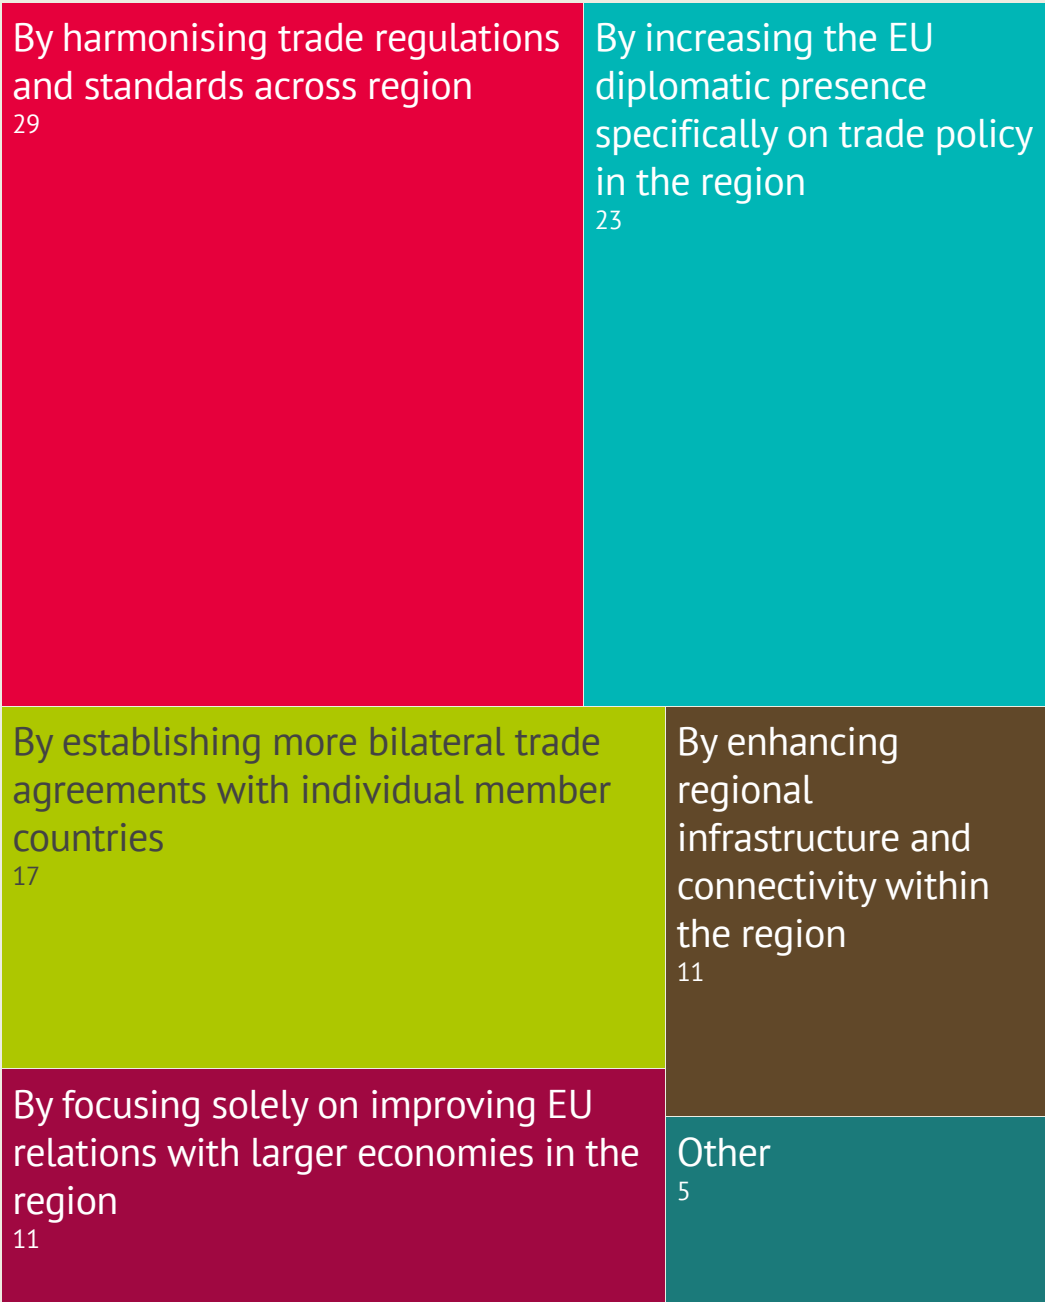 By harmonising trade regulations
and standards across region
29
By increasing the EU
diplomatic presence
specifically on trade policy
in the region
23
By establishing more bilateral trade
agreements with individual member
countries
17
By enhancing
regional
infrastructure and
connectivity within
the region
11
By focusing solely on improving EU
relations with larger economies in the
region
11
Other
5